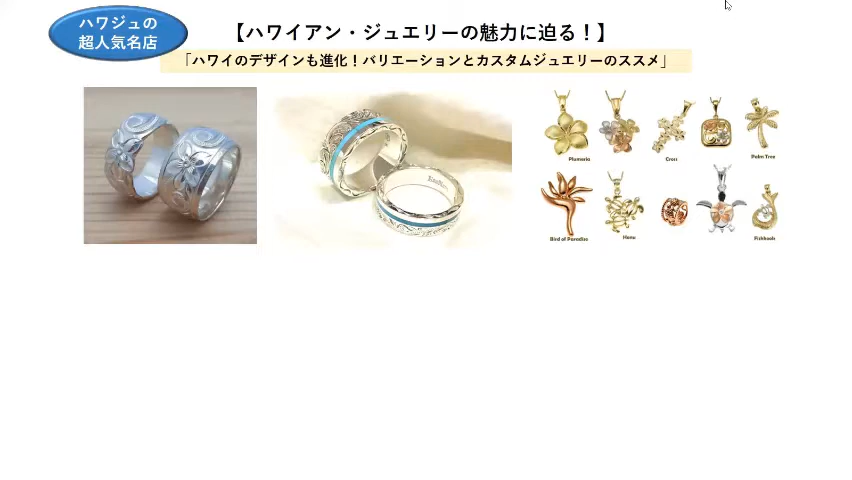 ハワジュの
超人気名店
【ハワイアン・ジュエリーの魅力に迫る！】
「ハワイのデザインも進化！バリエーションとカスタムジュエリーのススメ」
Plumeria
Cross
Palm Tree
Bird of Paradise
Honu
Fishhook